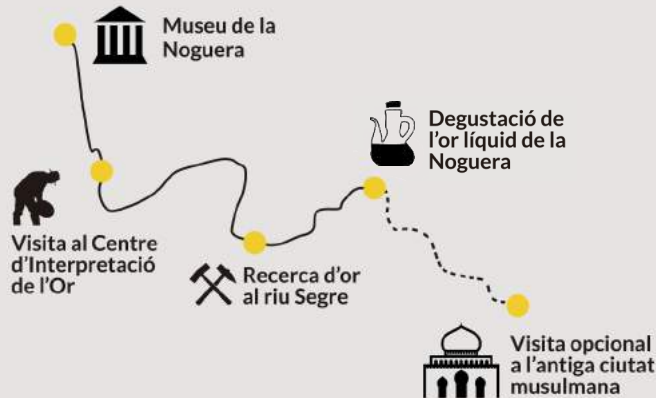 Museu de la
Noguera
Degustació de
l'or líquid de la
Noguera
Visita al Centre
d'Interpretació
de l'Or
Recerca d'or
al riu Segre
Visita opcional
a l'antiga ciutat
musulmana